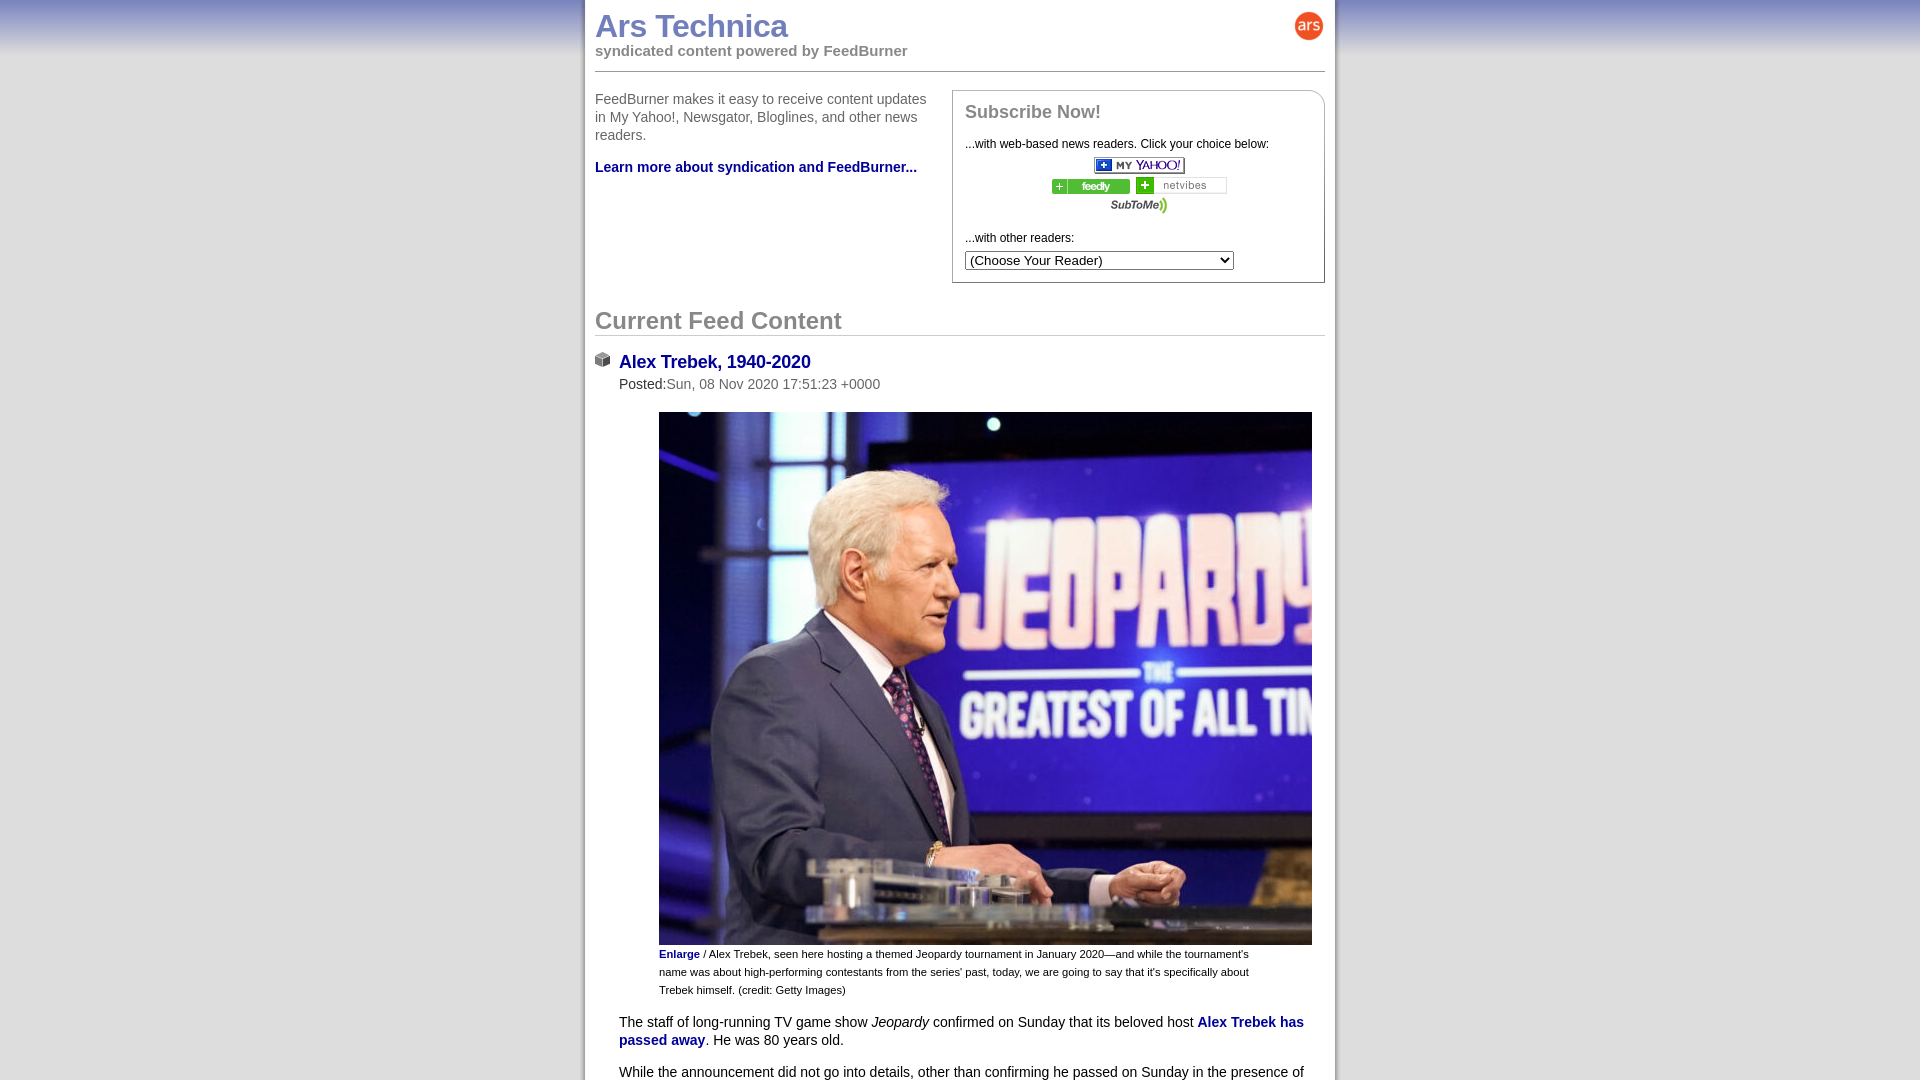 Ars Technica
ars
syndicated content powered by FeedBurner
FeedBurner makes it easy to receive content updates
in My Yahoo!, Newsgator, Bloglines, and other news
readers.
Learn more about syndication and FeedBurner...
Subscribe Now!
...with web-based news readers. Click your choice below:
MY YAHOO!
feedly
netvibes
SubToMe
...with other readers:
(Choose Your Reader)
Current Feed Content
Alex Trebek, 1940-2020
Posted:Sun, 08 Nov 2020 17:51:23 +0000
JEOPARDY
THE
GREATEST OF ALL TIM
Enlarge / Alex Trebek, seen here hosting a themed Jeopardy tournament in January 2020—and while the tournament's
name was about high-performing contestants from the series' past, today, we are going to say that it's specifically about
Trebek himself. (credit: Getty Images)
The staff of long-running TV game show Jeopardy confirmed on Sunday that its beloved host Alex Trebek has
passed away. He was 80 years old.
While the announcement did not go into details, other than confirming he passed on Sunday in the presence of